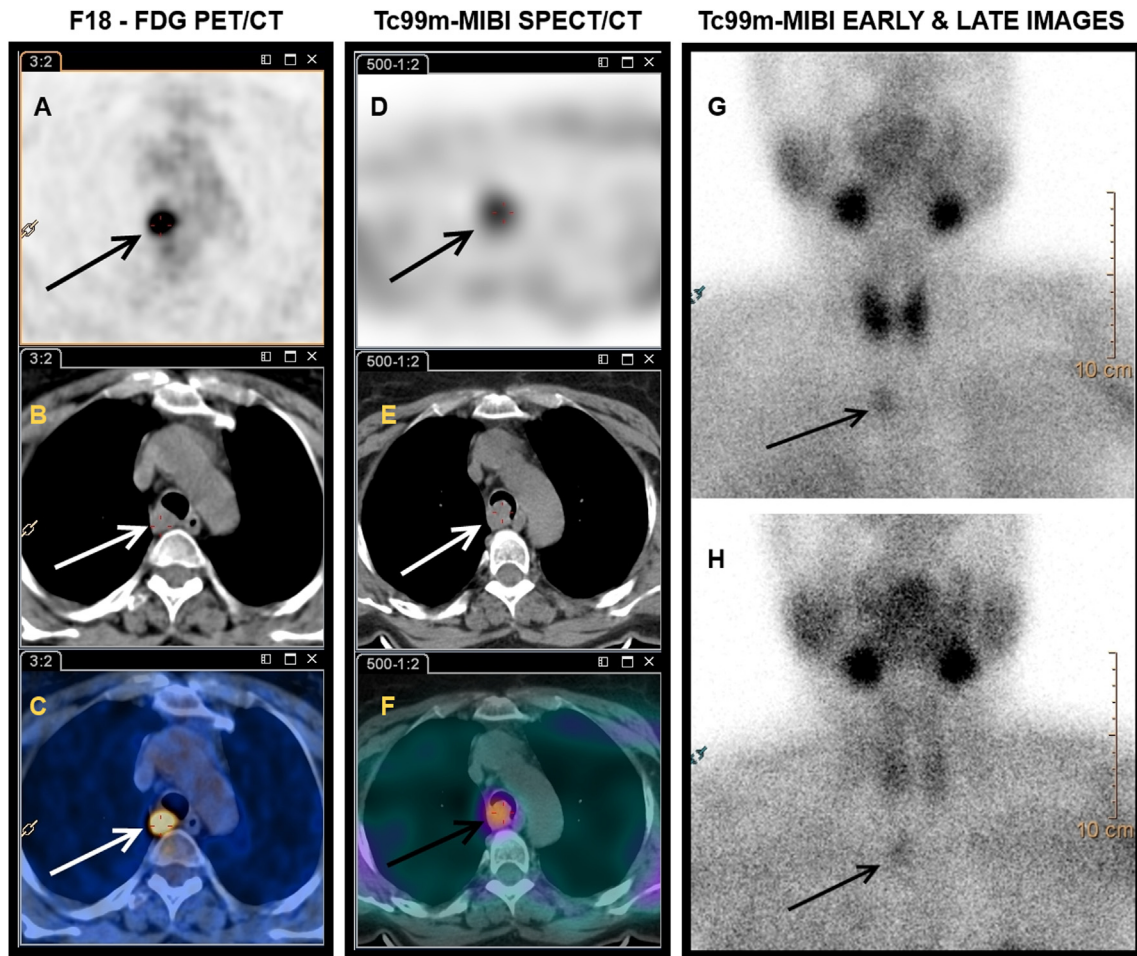 F18 - FDG PET/CT
Tc99m-MIBI SPECT/CT
Tc99m-MIBI EARLY & LATE IMAGES
3:2
A
3:2
B
3:2
C
500-1:2
D
500-1:2
E
500-1:2
F
G
10 cm
H
10 cm